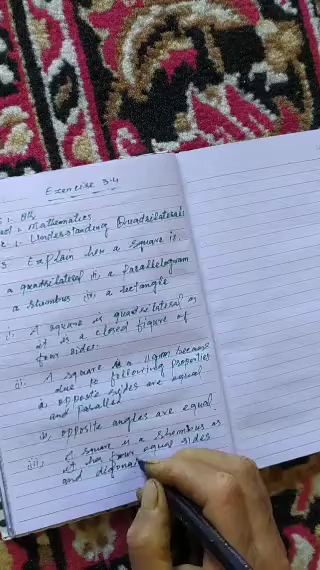 Exercise 3.4
: 8th
: Mathematics
: Understanding Quadrilaterals
Explain how a square is.
a quadrilateral (ii) a Parallelogram
a rhombus (iv) a rectangle
(i) A square is quadrilateral as
it is a closed figure of
four sides.
(ii) A square is a llgm because
due to following properties
i, opposite sides are equal
and parallel
ii, opposite angles are equal.
(iii) A square is a rhombus as
it has four equal sides
and